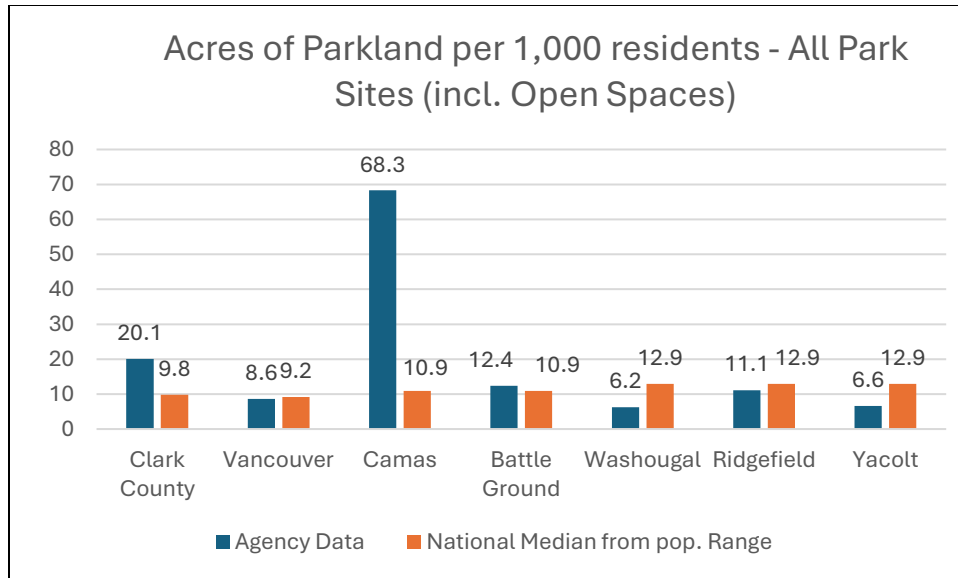 Acres of Parkland per 1,000 residents - All Park
Sites (incl. Open Spaces)
80
70
60
50
40
30
20
10
0
20.1
9.8
8.6
9.2
68.3
10.9
12.4
10.9
6.2
12.9
11.1
12.9
6.6
12.9
Clark
County
Vancouver
Camas
Battle
Ground
Washougal
Ridgefield
Yacolt
Agency Data
National Median from pop. Range